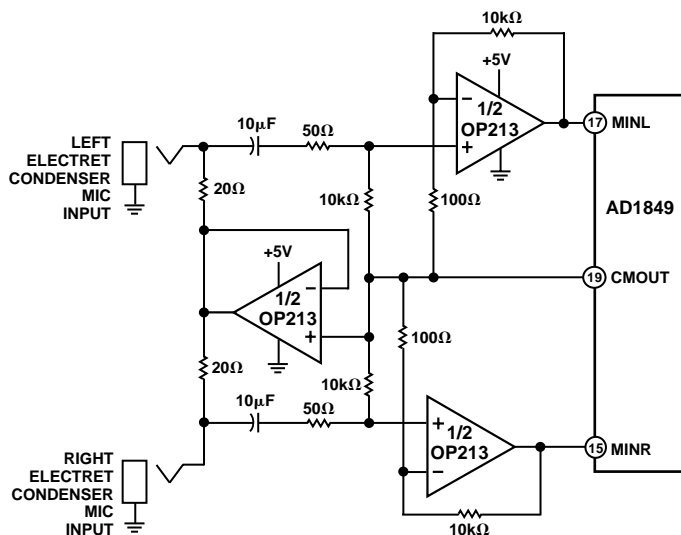 10kΩ
+5V
10µF
50Ω
−
1/2
OP213
+
17
MINL
LEFT
ELECTRET
CONDENSER
MIC
INPUT
20Ω
10kΩ
100Ω
AD1849
+5V
−
1/2
OP213
+
19
CMOUT
100Ω
20Ω
10kΩ
10µF
50Ω
+
1/2
OP213
−
15
MINR
RIGHT
ELECTRET
CONDENSER
MIC
INPUT
10kΩ